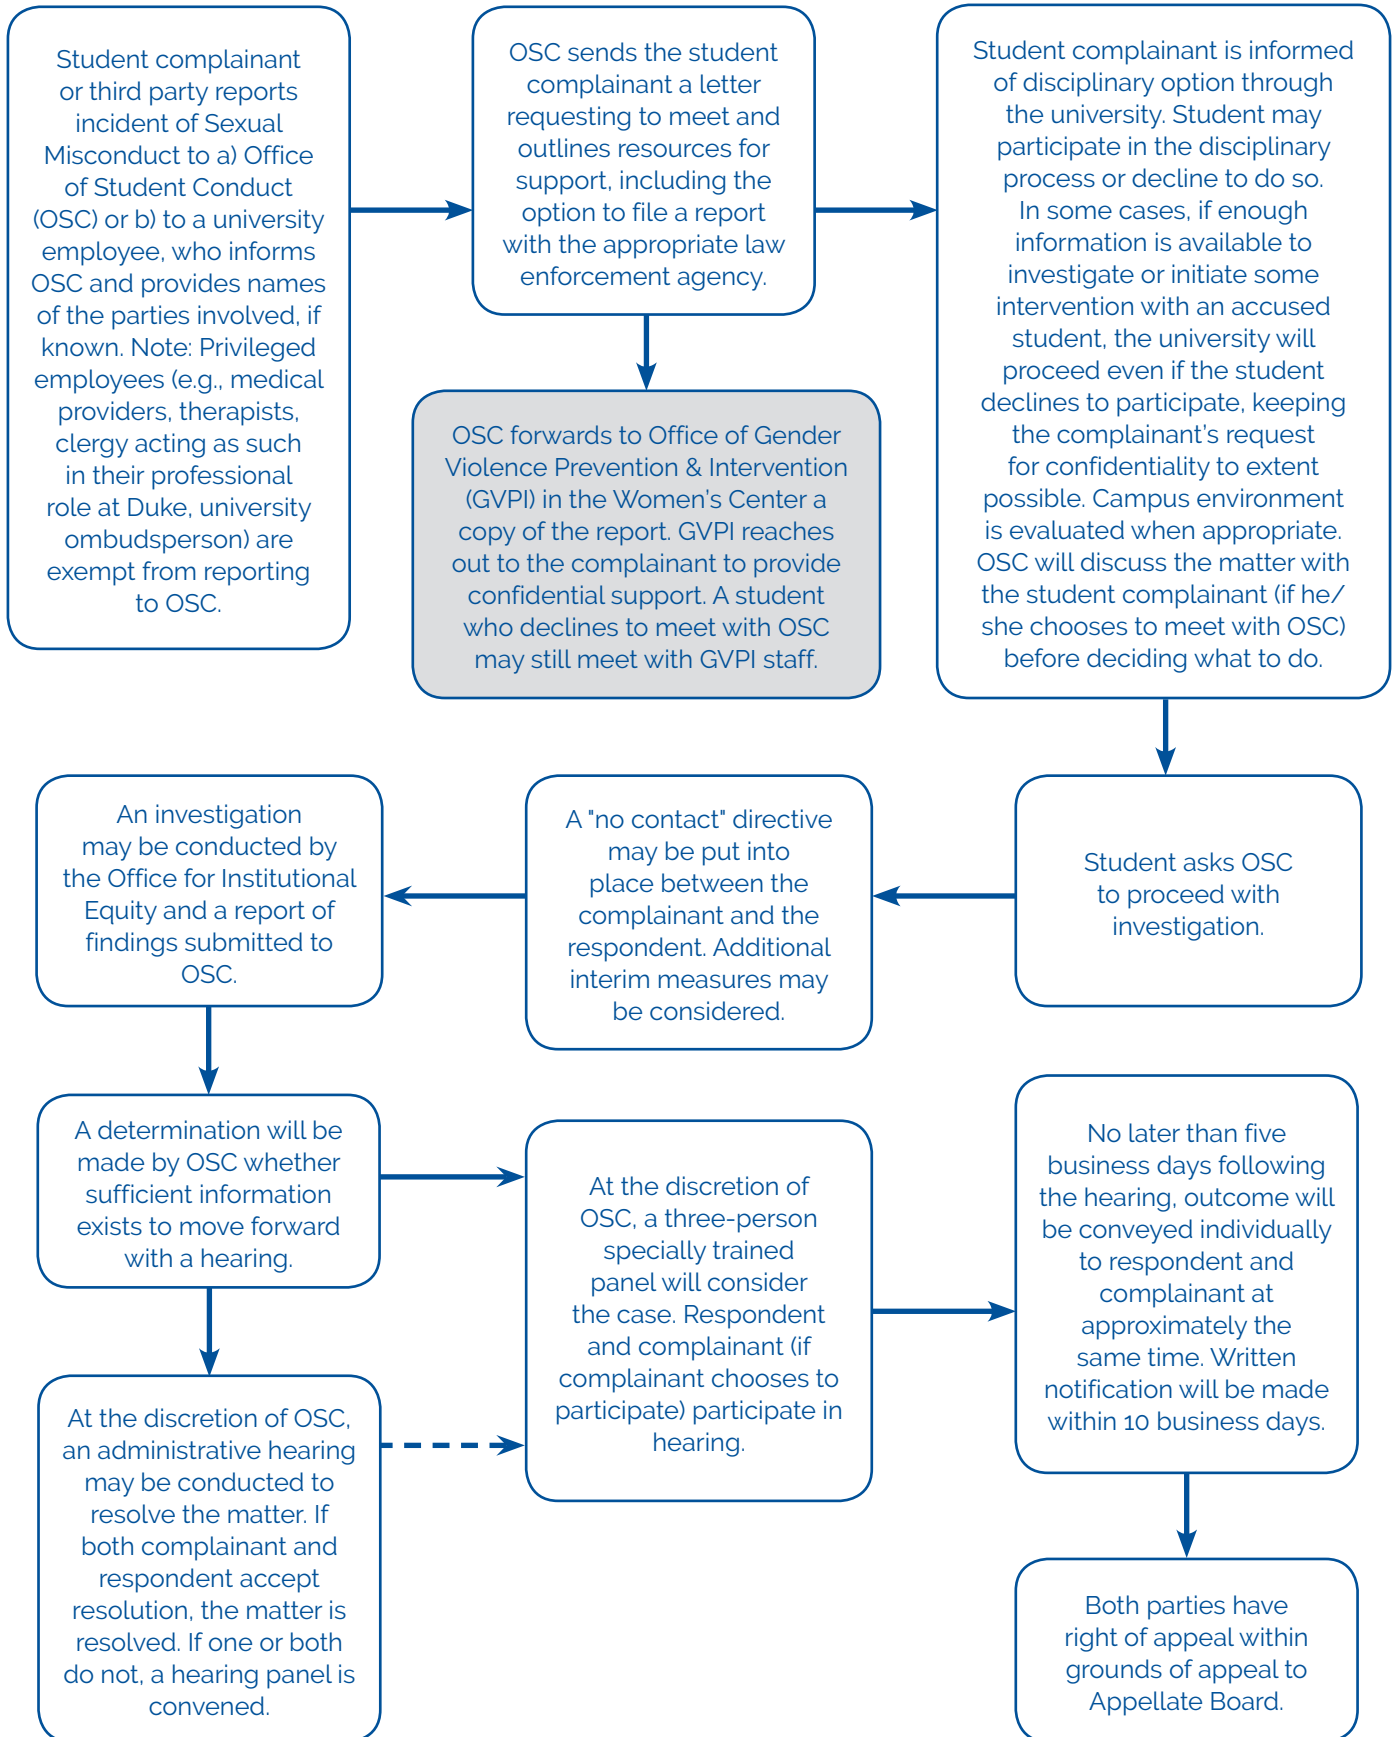 Student complainant
or third party reports
incident of Sexual
Misconduct to a) Office
of Student Conduct
(OSC) or b) to a university
employee, who informs
OSC and provides names
of the parties involved, if
known. Note: Privileged
employees (e.g., medical
providers, therapists,
clergy acting as such
in their professional
role at Duke, university
ombudsperson) are
exempt from reporting
to OSC.
OSC sends the student
complainant a letter
requesting to meet and
outlines resources for
support, including the
option to file a report
with the appropriate law
enforcement agency.
OSC forwards to Office of Gender
Violence Prevention & Intervention
(GVPI) in the Women's Center a
copy of the report. GVPI reaches
out to the complainant to provide
confidential support. A student
who declines to meet with OSC
may still meet with GVPI staff.
Student complainant is informed
of disciplinary option through
the university. Student may
participate in the disciplinary
process or decline to do so.
In some cases, if enough
information is available to
investigate or initiate some
intervention with an accused
student, the university will
proceed even if the student
declines to participate, keeping
the complainant's request
for confidentiality to extent
possible. Campus environment
is evaluated when appropriate.
OSC will discuss the matter with
the student complainant (if he/
she chooses to meet with OSC)
before deciding what to do.
Student asks OSC
to proceed with
investigation.
A "no contact" directive
may be put into
place between the
complainant and the
respondent. Additional
interim measures may
be considered.
An investigation
may be conducted by
the Office for Institutional
Equity and a report of
findings submitted to
OSC.
A determination will be
made by OSC whether
sufficient information
exists to move forward
with a hearing.
At the discretion of OSC,
an administrative hearing
may be conducted to
resolve the matter. If
both complainant and
respondent accept
resolution, the matter is
resolved. If one or both
do not, a hearing panel is
convened.
At the discretion of
OSC, a three-person
specially trained
panel will consider
the case. Respondent
and complainant (if
complainant chooses to
participate) participate in
hearing.
No later than five
business days following
the hearing, outcome will
be conveyed individually
to respondent and
complainant at
approximately the
same time. Written
notification will be made
within 10 business days.
Both parties have
right of appeal within
grounds of appeal to
Appellate Board.